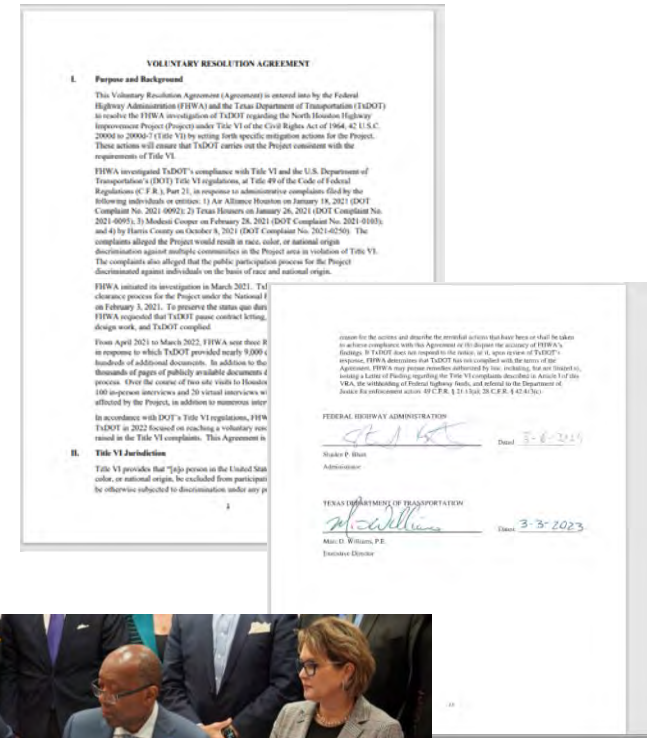 VOLUNTARY RESOLUTION AGREEMENT
I. Purpose and Background
This Voluntary Resolution Agreement (Agreement) is entered into by the Federal
Highway Administration (FHWA) and the Texas Department of Transportation (TxDOT)
to resolve the FHWA investigation of TxDOT regarding the North Houston Highway
Improvement Project (Project) under Title VI of the Civil Rights Act of 1964, 42 U.S.C.
2000d to 2000d-7 (Title VI) by setting forth specific mitigation actions for the Project.
These actions will ensure that TxDOT carries out the Project consistent with the
requirements of Title VI.
FHWA investigated TxDOT's compliance with Title VI and the U.S. Department of
Transportation's (DOT) Title VI regulations, at Title 49 of the Code of Federal
Regulations (C.F.R.), Part 21, in response to administrative complaints filed by the
following individuals or entities: 1) Air Alliance Houston on January 18, 2021 (DOT
Complaint No. 2021-0092); 2) Texas Housers on January 26, 2021 (DOT Complaint No.
2021-0093); 3) Modesti Cooper on February 28, 2021 (DOT Complaint No. 2021-0103);
and 4) by Harris County on October 8, 2021 (DOT Complaint No. 2021-0250). The
complaints alleged the Project would result in race, color, or national origin
discrimination against multiple communities in the Project area in violation of Title VI.
The complaints also alleged that the public participation process for the Project
discriminated against individuals on the basis of race and national origin.
FHWA initiated its investigation in March 2021.
clearance process for the Project under the National
on February 3, 2021. To preserve the status quo
FHWA requested that TxDOT pause contract letting,
design work, and TxDOT complied
From April 2021 to March 2022, FHWA sent three
in response to which TxDOT provided nearly 9,000
hundreds of additional documents. In addition to
thousands of pages of publicly available documents
process. Over the course of two site visits to Houston
100 in-person interviews and 20 virtual interviews
affected by the Project, in addition to numerous
In accordance with DOT's Title VI regulations,
TxDOT in 2022 focused on reaching a voluntary
raised in the Title VI complaints. This Agreement is
II. Title VI Jurisdiction
Title VI provides that "[n]o person in the United
color, or national origin, be excluded from
be otherwise subjected to discrimination under any
1
reason for the actions and describe the remedial actions that have been or shall be taken
to achieve compliance with this Agreement or (b) dispute the accuracy of FHWA's
findings. If TxDOT does not respond to the notice, or if, upon review of TxDOT's
response, FHWA determines that TxDOT has not complied with the terms of the
Agreement, FHWA may pursue remedies authorized by law, including, but not limited to,
issuing a Letter of Finding regarding the Title VI complaints described in Article I of this
VRA, the withholding of Federal highway funds, and referral to the Department of
Justice for enforcement action.
FEDERAL HIGHWAY ADMINISTRATION
Dated
Administrator
TEXAS DEPARTMENT OF TRANSPORTATION
Dated 3-3-2023
Marc D. Williams, P.E.
Executive Director